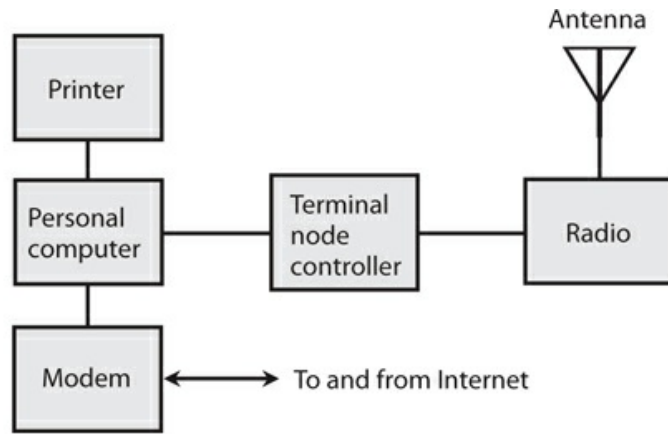 Antenna
Printer
Personal
computer
Terminal
node
controller
Radio
Modem
To and from Internet